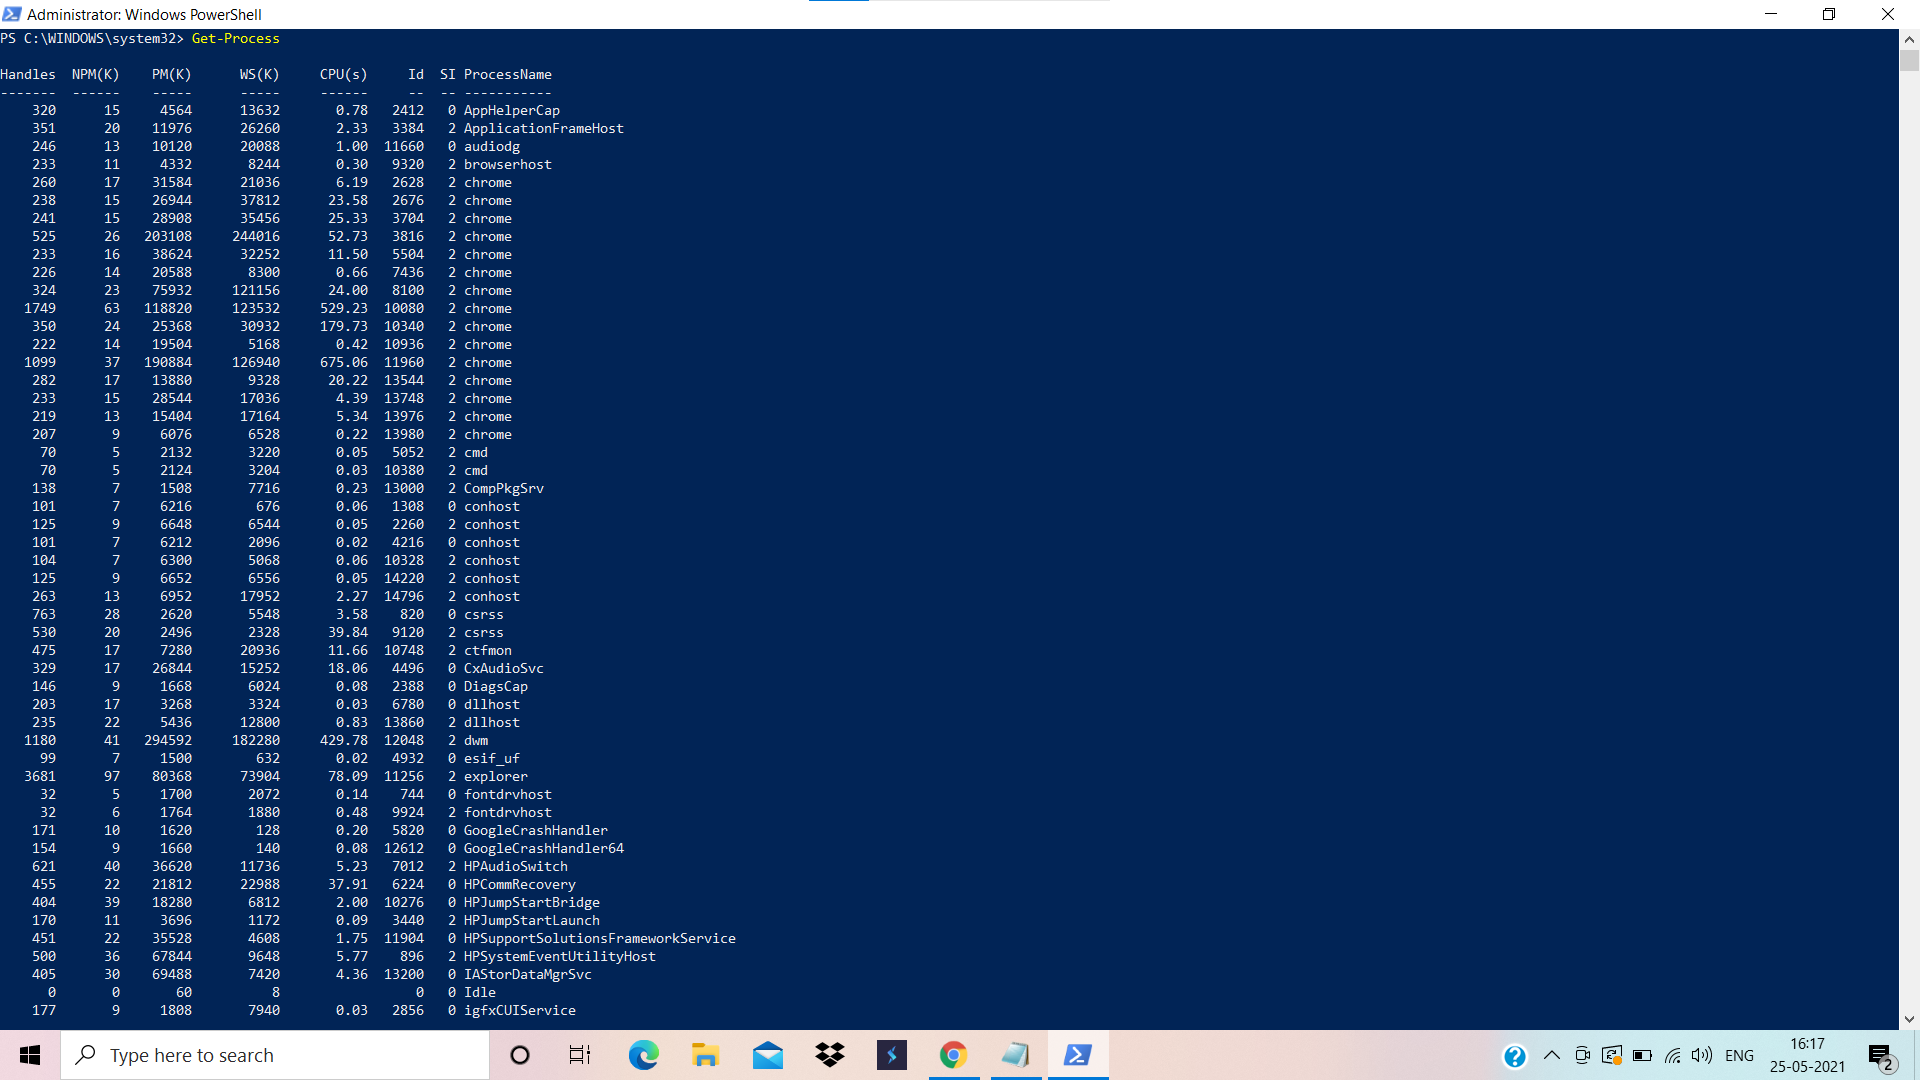 Administrator: Windows PowerShell
PS C:\WINDOWS\system32> Get-Process
Handles  NPM(K)    PM(K)      WS(K)     CPU(s)     Id  SI ProcessName
-------  ------    -----      -----     ------     --  -- -----------
    320      15     4564      13632       0.78   2412   0 AppHelperCap
    351      20    11976      26260       2.33   3384   2 ApplicationFrameHost
    246      13    10120      20088       1.00  11660   0 audiodg
    233      11     4332       8244       0.30   9320   2 browserhost
    260      17    31584      21036       6.19   2628   2 chrome
    238      15    26944      37812      23.58   2676   2 chrome
    241      15    28908      35456      25.33   3704   2 chrome
    525      26   203108     244016      52.73   3816   2 chrome
    233      16    38624      32252      11.50   5504   2 chrome
    226      14    20588       8300       0.66   7436   2 chrome
    324      23    75932     121156      24.00   8100   2 chrome
   1749      63   118820     123532     529.23  10080   2 chrome
    350      24    25368      30932     179.73  10340   2 chrome
    222      14    19504       5168       0.42  10936   2 chrome
   1099      37   190884     126940     675.06  11960   2 chrome
    282      17    13880       9328      20.22  13544   2 chrome
    233      15    28544      17036       4.39  13748   2 chrome
    219      13    15404      17164       5.34  13976   2 chrome
    207       9     6076       6528       0.22  13980   2 chrome
     70       5     2132       3220       0.05   5052   2 cmd
     70       5     2124       3204       0.03  10380   2 cmd
    138       7     1508       7716       0.23  13000   2 CompPkgSrv
    101       7     6216        676       0.06   1308   0 conhost
    125       9     6648       6544       0.05   2260   2 conhost
    101       7     6212       2096       0.02   4216   0 conhost
    104       7     6300       5068       0.06  10328   2 conhost
    125       9     6652       6556       0.05  14220   2 conhost
    263      13     6952      17952       2.27  14796   2 conhost
    763      28     2620       5548       3.58    820   0 csrss
    530      20     2496       2328      39.84   9120   2 csrss
    475      17     7280      20936      11.66  10748   2 ctfmon
    329      17    26844      15252      18.06   4496   0 CxAudioSvc
    146       9     1668       6024       0.08   2388   0 DiagsCap
    203      17     3268       3324       0.03   6780   0 dllhost
    235      22     5436      12800       0.83  13860   2 dllhost
   1180      41   294592     182280     429.78  12048   2 dwm
     99       7     1500        632       0.02   4932   0 esif_uf
   3681      97    80368      73904      78.09  11256   2 explorer
     32       5     1700       2072       0.14    744   0 fontdrvhost
     32       6     1764       1880       0.48   9924   2 fontdrvhost
    171      10     1620        128       0.20   5820   0 GoogleCrashHandler
    154       9     1660        140       0.08  12612   0 GoogleCrashHandler64
    621      40    36620      11736       5.23   7012   2 HPAudioSwitch
    455      22    21812      22988      37.91   6224   0 HPCommRecovery
    404      39    18280       6812       2.00  10276   0 HPJumpStartBridge
    170      11     3696       1172       0.09   3440   2 HPJumpStartLaunch
    451      22    35528       4608       1.75  11904   0 HPSupportSolutionsFrameworkService
    500      36    67844       9648       5.77    896   2 HPSystemEventUtilityHost
    405      30    69488       7420       4.36  13200   0 IAStorDataMgrSvc
      0       0       60          8                 0   0 Idle
    177       9     1808       7940       0.03   2856   0 igfxCUIService
Type here to search
ENG
16:17
25-05-2021
2